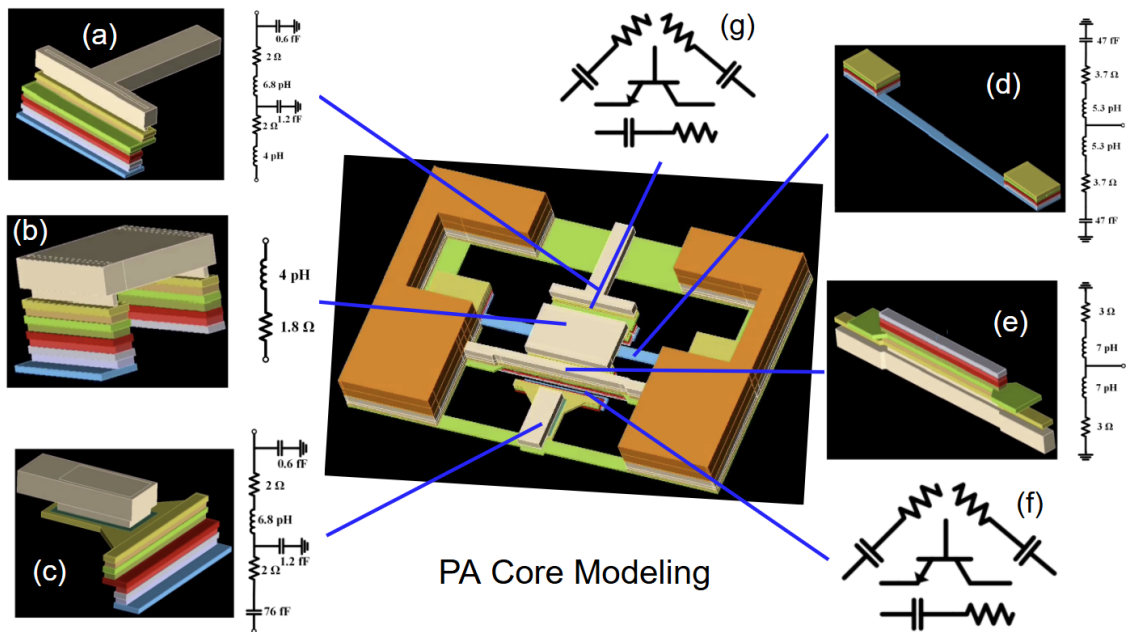 (a)
0.6 fF
2 Ω
6.8 pH
1.2 fF
2 Ω
4 pH
(g)
(d)
47 fF
3.7 Ω
5.3 pH
5.3 pH
3.7 Ω
47 fF
(b)
4 pH
1.8 Ω
(e)
3 Ω
7 pH
7 pH
3 Ω
(c)
0.6 fF
2 Ω
6.8 pH
1.2 fF
2 Ω
76 fF
(f)
PA Core Modeling